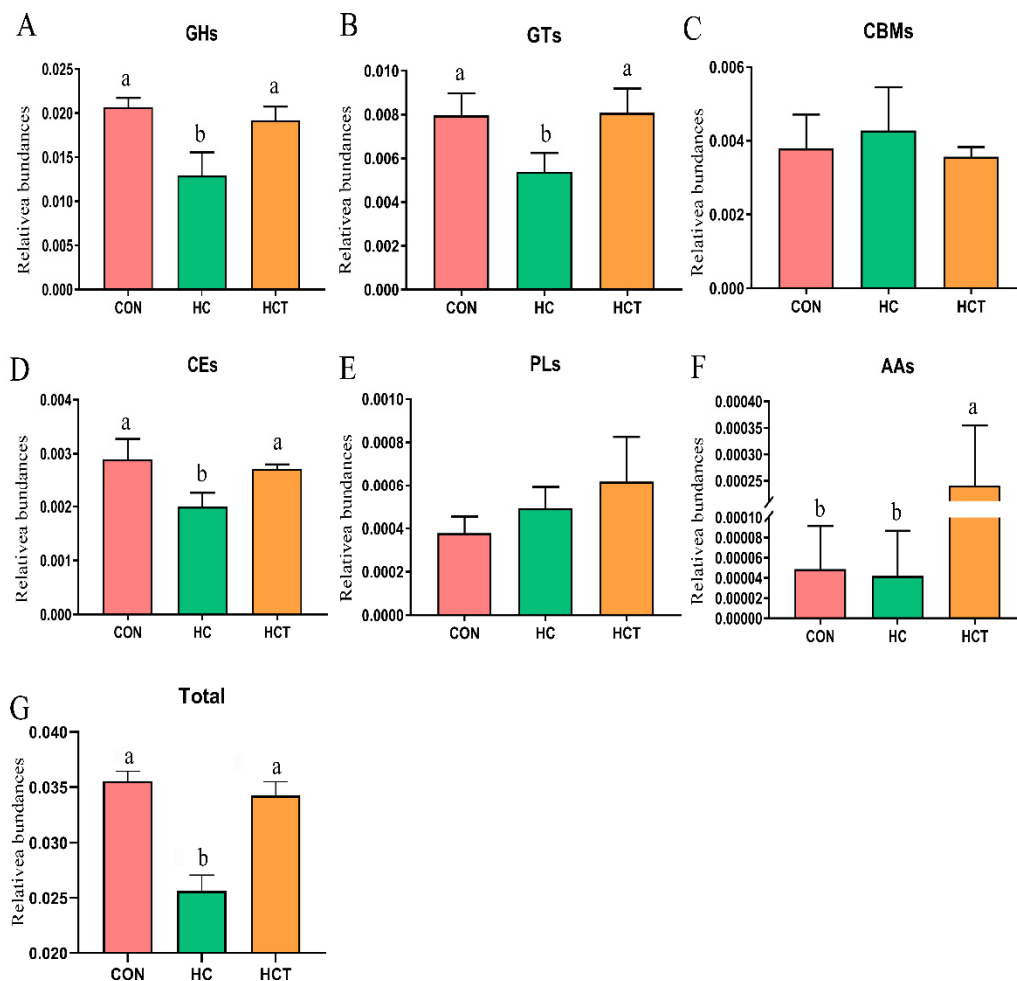 A
GHs
Relativea bundances
0.025
0.020
0.015
0.010
0.005
0.000
a
b
a
CON HC HCT
B
GTs
Relativea bundances
0.010
0.008
0.006
0.004
0.002
0.000
a
b
a
CON HC HCT
C
CBMs
Relativea bundances
0.006
0.004
0.002
0.000
CON HC HCT
D
CEs
Relativea bundances
0.004
0.003
0.002
0.001
0.000
a
b
a
CON HC HCT
E
PLs
Relativea bundances
0.0010
0.0008
0.0006
0.0004
0.0002
0.0000
CON HC HCT
F
AAs
Relativea bundances
0.00040
0.00035
0.00030
0.00025
0.00010
0.00008
0.00006
0.00004
0.00002
0.00000
b
b
a
CON HC HCT
G
Total
Relativea bundances
0.040
0.035
0.030
0.025
0.020
a
b
a
CON HC HCT